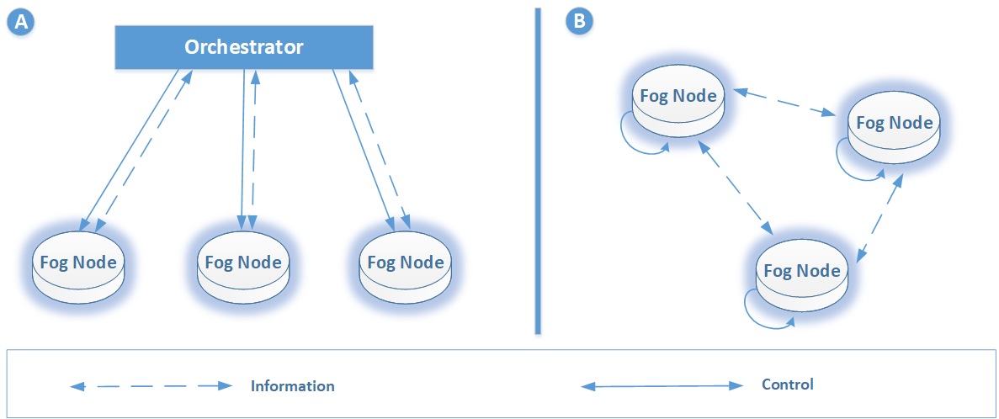 A
Orchestrator
Fog Node
Fog Node
Fog Node
B
Fog Node
Fog Node
Fog Node
Information
Control